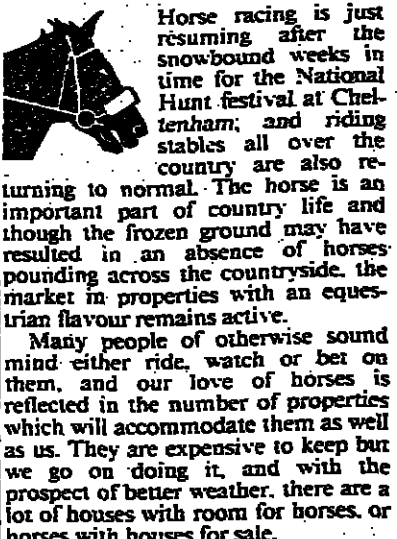 Horse racing is just
resuming after the
snowbound weeks in
time for the National
Hunt festival at Chel-
tenham; and riding
stables all over the
country are also re-
turning to normal. The horse is an
important part of country life and
though the frozen ground may have
resulted in an absence of horses
pounding across the countryside, the
market in properties with an eques-
trian flavour remains active.
Many people of otherwise sound
mind either ride, watch or bet on
them, and our love of horses is
reflected in the number of properties
which will accommodate them as well
as us. They are expensive to keep but
we go on doing it, and with the
prospect of better weather, there are a
lot of houses with room for horses, or
horses with houses for sale.